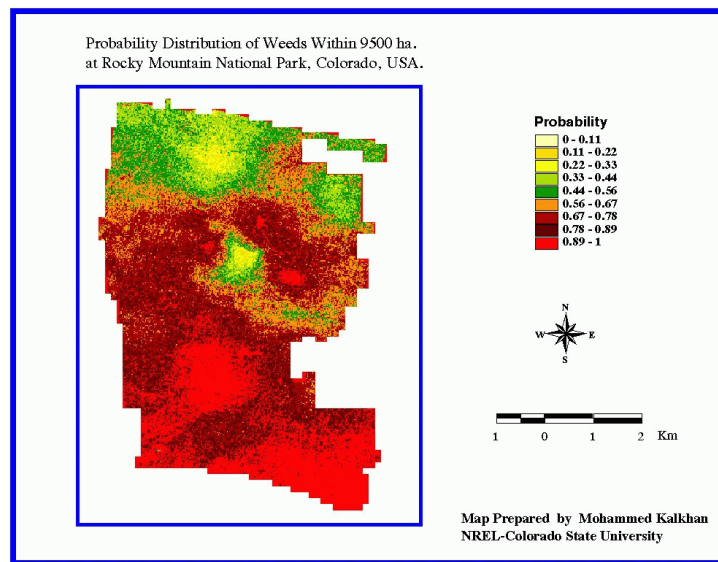 Probability Distribution of Weeds Within 9500 ha.
at Rocky Mountain National Park, Colorado, USA.
Probability
0 - 0.11
0.11 - 0.22
0.22 - 0.33
0.33 - 0.44
0.44 - 0.56
0.56 - 0.67
0.67 - 0.78
0.78 - 0.89
0.89 - 1
N
W E
S
1 0 1 2 Km
Map Prepared by Mohammed Kalkhan
NREL-Colorado State University